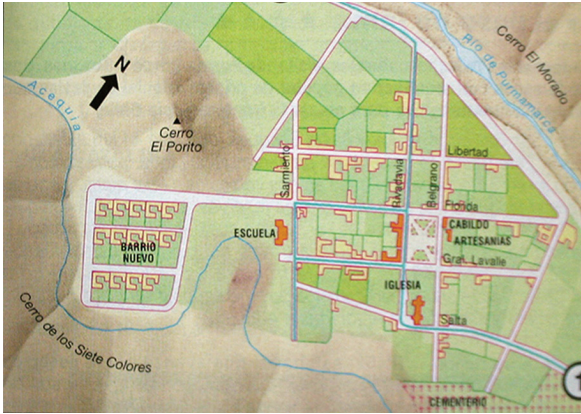 Acequia
N
Cerro
El Porito
Río de Purmamarca
Cerro El Morado
Libertad
Sarmiento
Rivadavia
Belgrano
Florida
ESCUELA
CABILDO
ARTESANIAS
Gral. Lavalle
BARRIO
NUEVO
IGLESIA
Salta
Cerro de los Siete Colores
CEMENTERIO
1